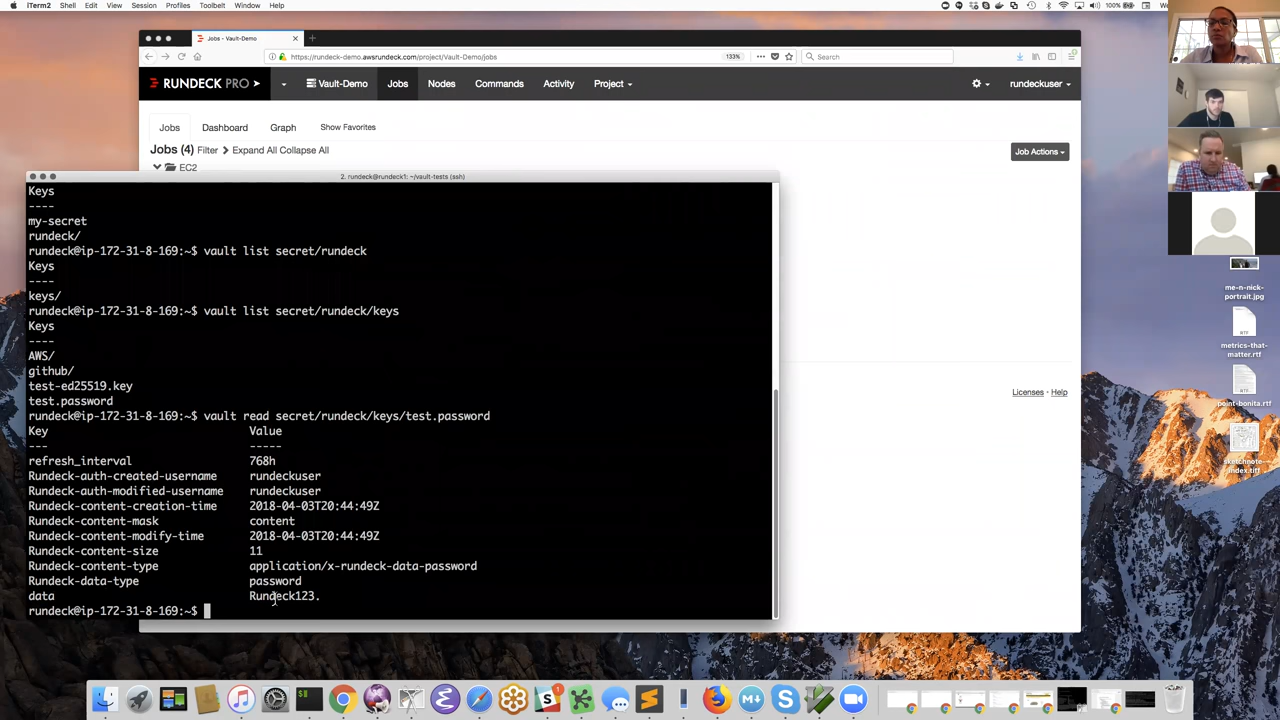 iTerm2 Shell Edit View Session Profiles Toolbelt Window Help
100%
Jobs - Vault-Demo
https://rundeck-demo.awsrundeck.com/project/Vault-Demo/jobs
133%
Search
RUNDECK PRO
Vault-Demo
Jobs
Nodes
Commands
Activity
Project
rundeckuser
Jobs
Dashboard
Graph
Show Favorites
Jobs (4) Filter Expand All Collapse All
Job Actions
EC2
2. rundeck@rundeck1: ~/vault-tests (ssh)
Keys
----
my-secret
rundeck/
rundeck@ip-172-31-8-169:~$ vault list secret/rundeck
Keys
----
keys/
rundeck@ip-172-31-8-169:~$ vault list secret/rundeck/keys
Keys
----
AWS/
github/
test-ed25519.key
test.password
rundeck@ip-172-31-8-169:~$ vault read secret/rundeck/keys/test.password
Key Value
--- -----
refresh_interval 768h
Rundeck-auth-created-username rundeckuser
Rundeck-auth-modified-username rundeckuser
Rundeck-content-creation-time 2018-04-03T20:44:49Z
Rundeck-content-mask content
Rundeck-content-modify-time 2018-04-03T20:44:49Z
Rundeck-content-size 11
Rundeck-content-type application/x-rundeck-data-password
Rundeck-data-type password
data Rundeck123.
rundeck@ip-172-31-8-169:~$
Licenses - Help
me-n-nick-
portrait.jpg
metrics-that-
matter.rtf
point-bonita.rtf
sketchnote-
index.tiff